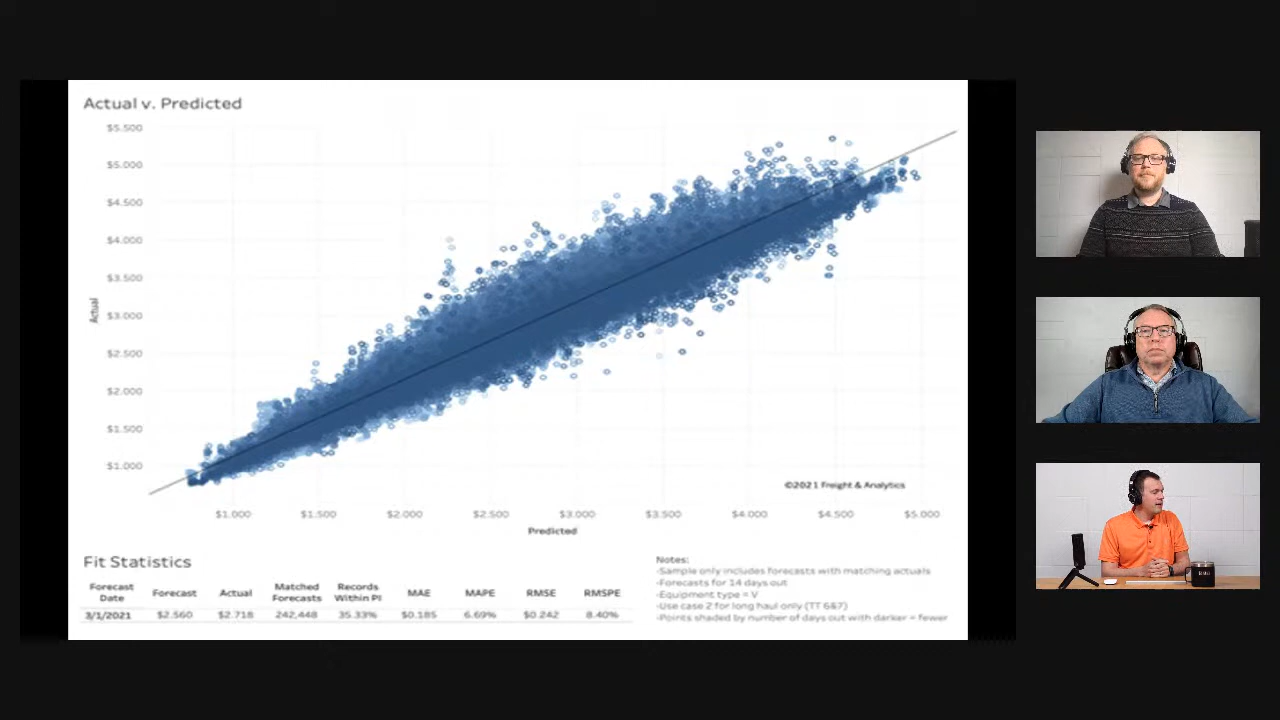 Actual v. Predicted
$5.500
$5.000
$4.500
$4.000
$3.500
$3.000
$2.500
$2.000
$1.500
$1.000
Actual
©2021 Freight & Analytics
$1.000 $1.500 $2.000 $2.500 $3.000 $3.500 $4.000 $4.500 $5.000
Predicted
Fit Statistics
Forecast Date Forecast Actual Matched Forecasts Records Within PI MAE MAPE RMSE RMSPE
3/1/2021 $2.560 $2.718 242,448 35.33% $0.185 6.69% $0.242 8.40%
Notes:
-Sample only includes forecasts with matching actuals
-Forecasts for 14 days out
-Equipment type = V
-Use case 2 for long haul only (TT 6&7)
-Points shaded by number of days out with darker = fewer